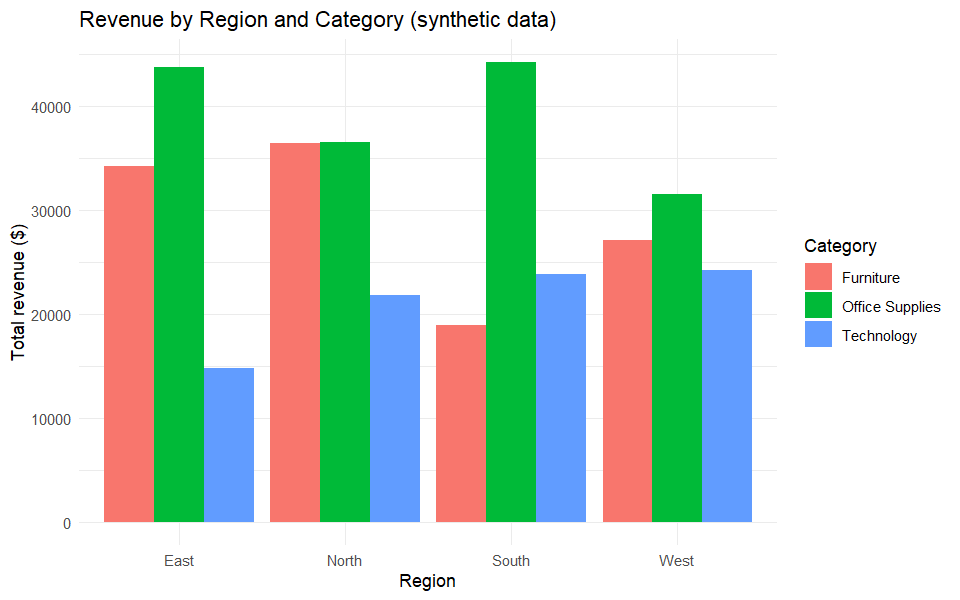 Revenue by Region and Category (synthetic data)
Total revenue ($)
40000
30000
20000
10000
0
East North South West
Region
Category
Furniture
Office Supplies
Technology